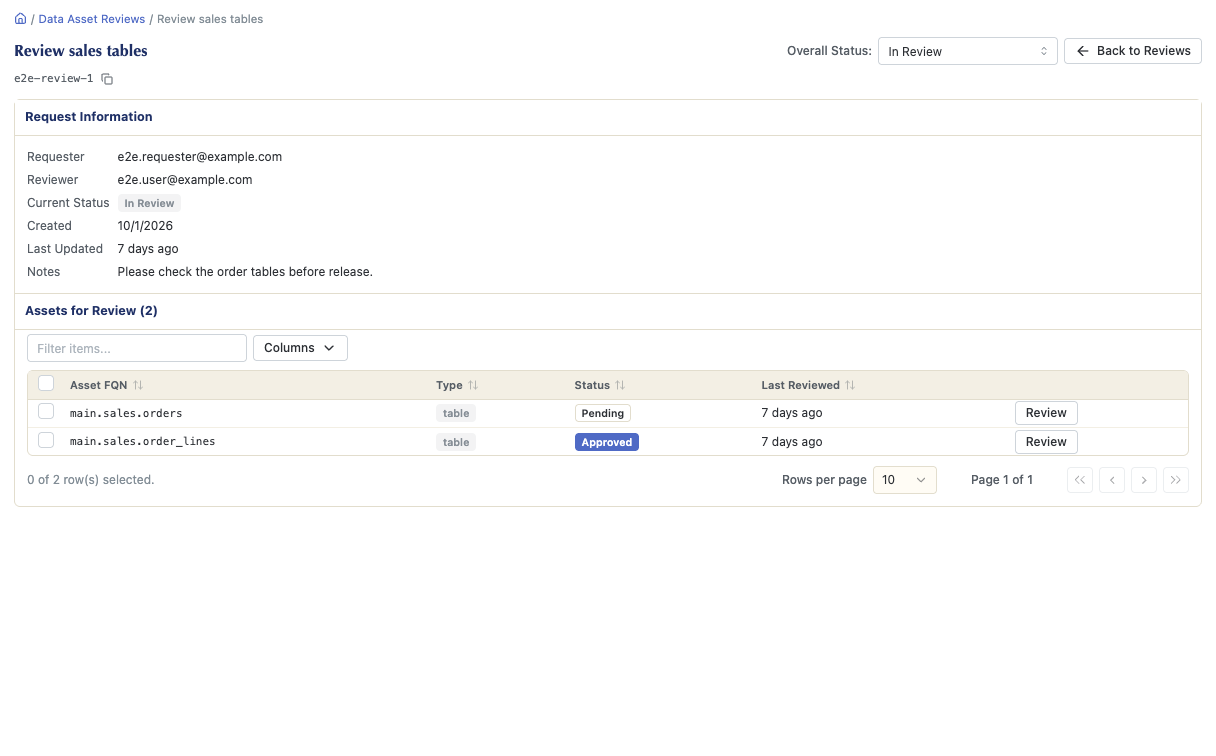 / Data Asset Reviews / Review sales tables
Review sales tables
Overall Status: In Review
Back to Reviews
e2e-review-1
Request Information
Requester e2e.requester@example.com
Reviewer e2e.user@example.com
Current Status In Review
Created 10/1/2026
Last Updated 7 days ago
Notes Please check the order tables before release.
Assets for Review (2)
Filter items... Columns
Asset FQN Type Status Last Reviewed
main.sales.orders table Pending 7 days ago Review
main.sales.order_lines table Approved 7 days ago Review
0 of 2 row(s) selected. Rows per page 10 Page 1 of 1